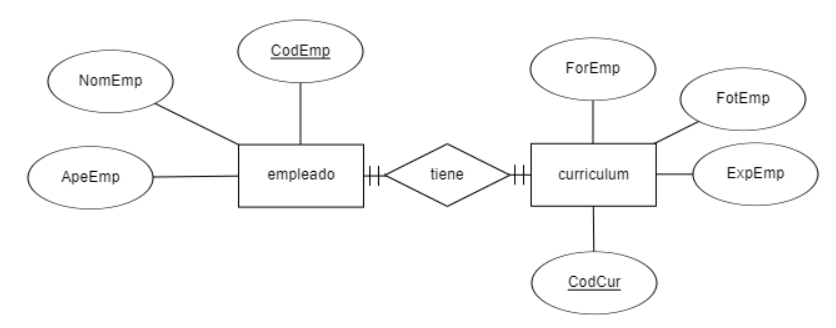 CodEmp
NomEmp
ApeEmp
empleado
tiene
curriculum
ForEmp
FotEmp
ExpEmp
CodCur